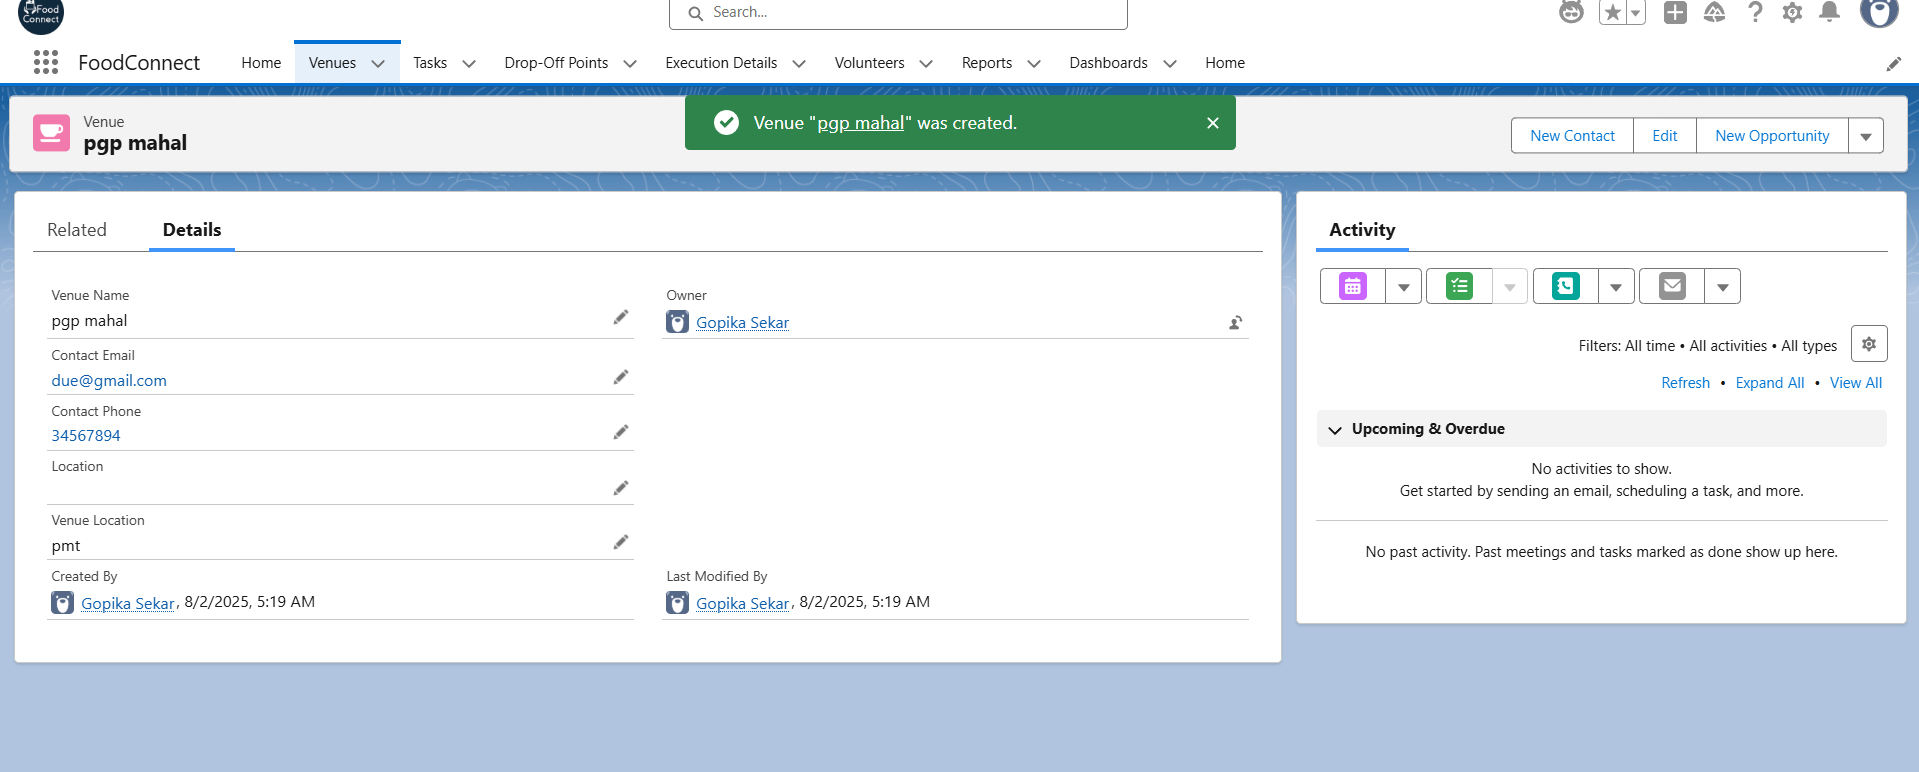 Food
Connect
Search...
FoodConnect
Home
Venues
Tasks
Drop-Off Points
Execution Details
Volunteers
Reports
Dashboards
Home
Venue
pgp mahal
Venue "pgp mahal" was created.
New Contact
Edit
New Opportunity
Related
Details
Venue Name
pgp mahal
Owner
Gopika Sekar
Contact Email
due@gmail.com
Contact Phone
34567894
Location
Venue Location
pmt
Created By
Gopika Sekar, 8/2/2025, 5:19 AM
Last Modified By
Gopika Sekar, 8/2/2025, 5:19 AM
Activity
Filters: All time • All activities • All types
Refresh • Expand All • View All
Upcoming & Overdue
No activities to show.
Get started by sending an email, scheduling a task, and more.
No past activity. Past meetings and tasks marked as done show up here.